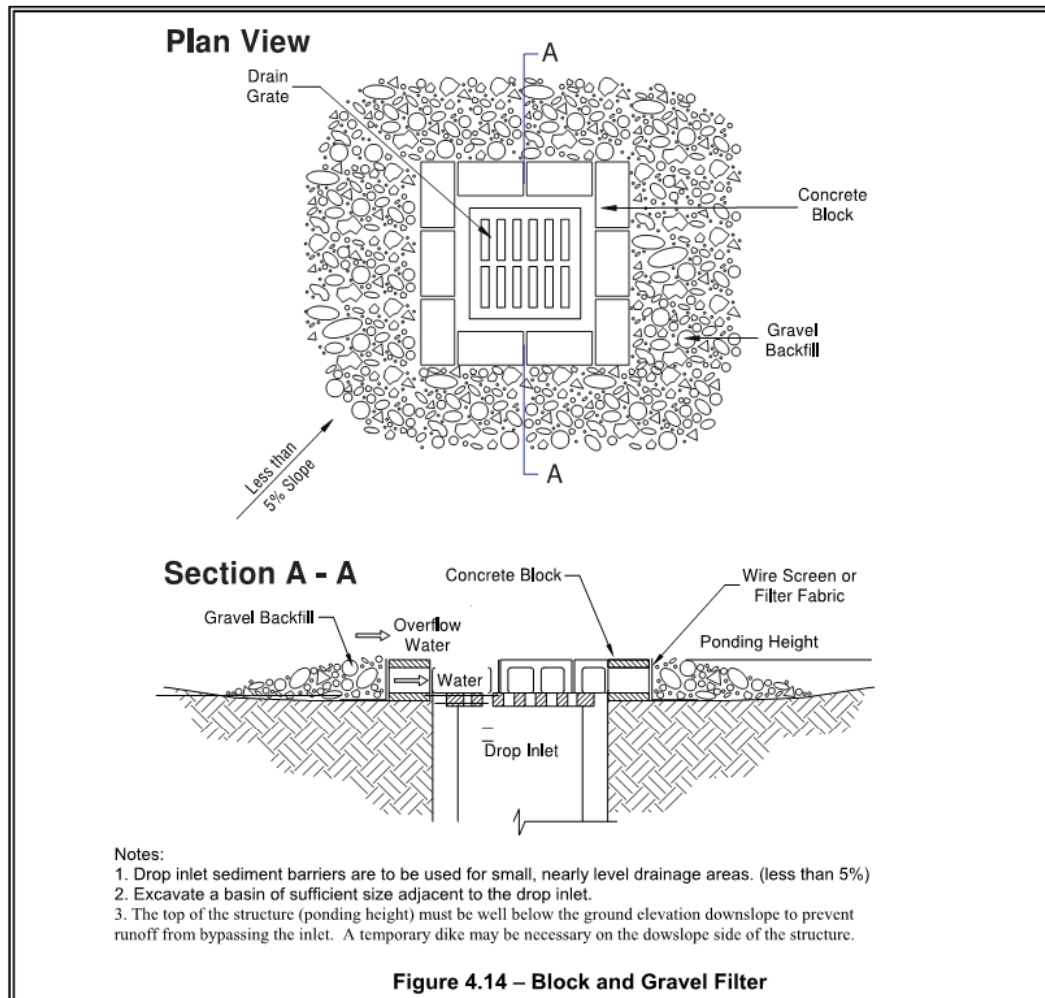 Plan View
A
Drain
Grate
Concrete
Block
Gravel
Backfill
Less than
5% Slope
A
Section A - A
Concrete Block
Wire Screen or
Filter Fabric
Gravel Backfill
Overflow
Water
Ponding Height
Water
Drop Inlet
Notes:
1. Drop inlet sediment barriers are to be used for small, nearly level drainage areas. (less than 5%)
2. Excavate a basin of sufficient size adjacent to the drop inlet.
3. The top of the structure (ponding height) must be well below the ground elevation downslope to prevent
runoff from bypassing the inlet.  A temporary dike may be necessary on the dowslope side of the structure.
Figure 4.14 – Block and Gravel Filter